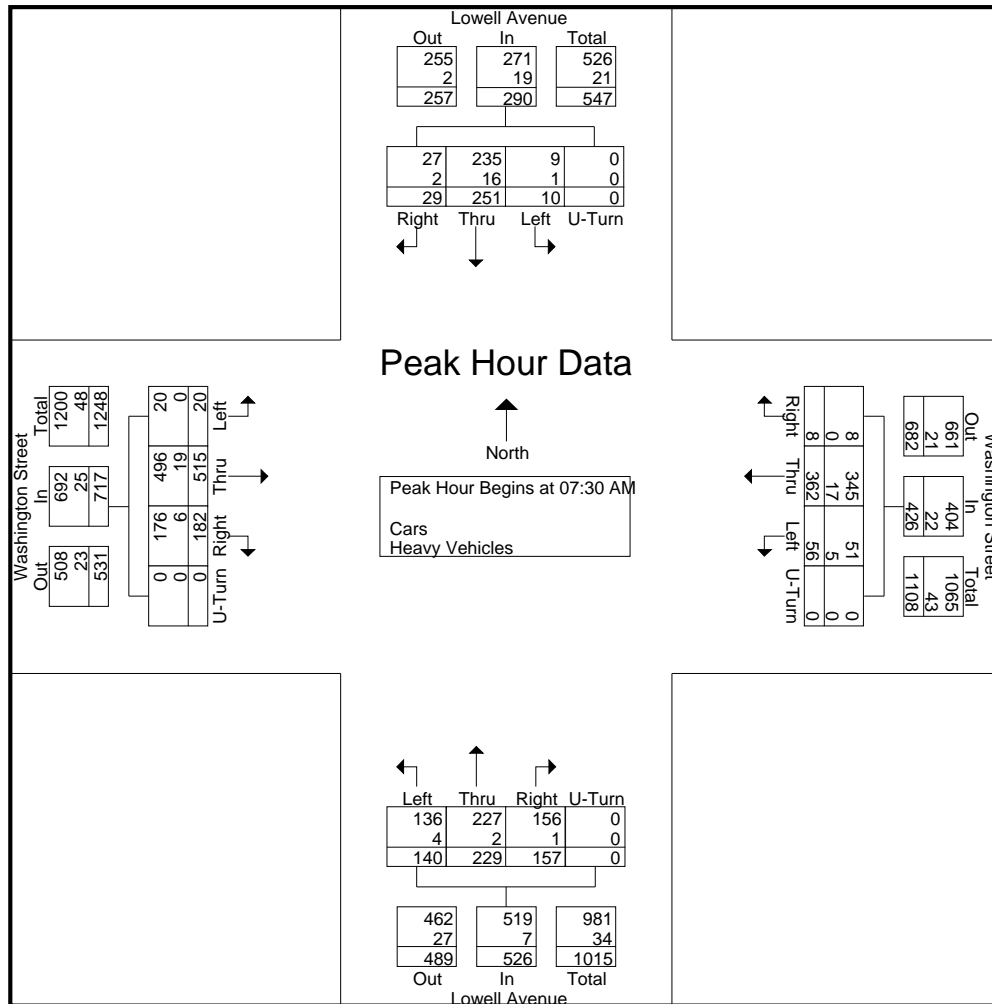 Lowell Avenue
Out In Total
255 271 526
2 19 21
257 290 547
27 235 9 0
2 16 1 0
29 251 10 0
Right Thru Left U-Turn
Peak Hour Data
North
Peak Hour Begins at 07:30 AM
Cars
Heavy Vehicles
Washington Street
Out In Total
508 692 1200
23 25 48
531 717 1248
0 176 496 20
0 6 19 0
0 182 515 20
U-Turn Right Thru Left
Washington Street
Out In Total
661 404 1065
21 22 43
682 426 1108
8 345 51 0
0 17 5 0
8 362 56 0
Right Thru Left U-Turn
Left Thru Right U-Turn
136 227 156 0
4 2 1 0
140 229 157 0
462 519 981
27 7 34
489 526 1015
Out In Total
Lowell Avenue